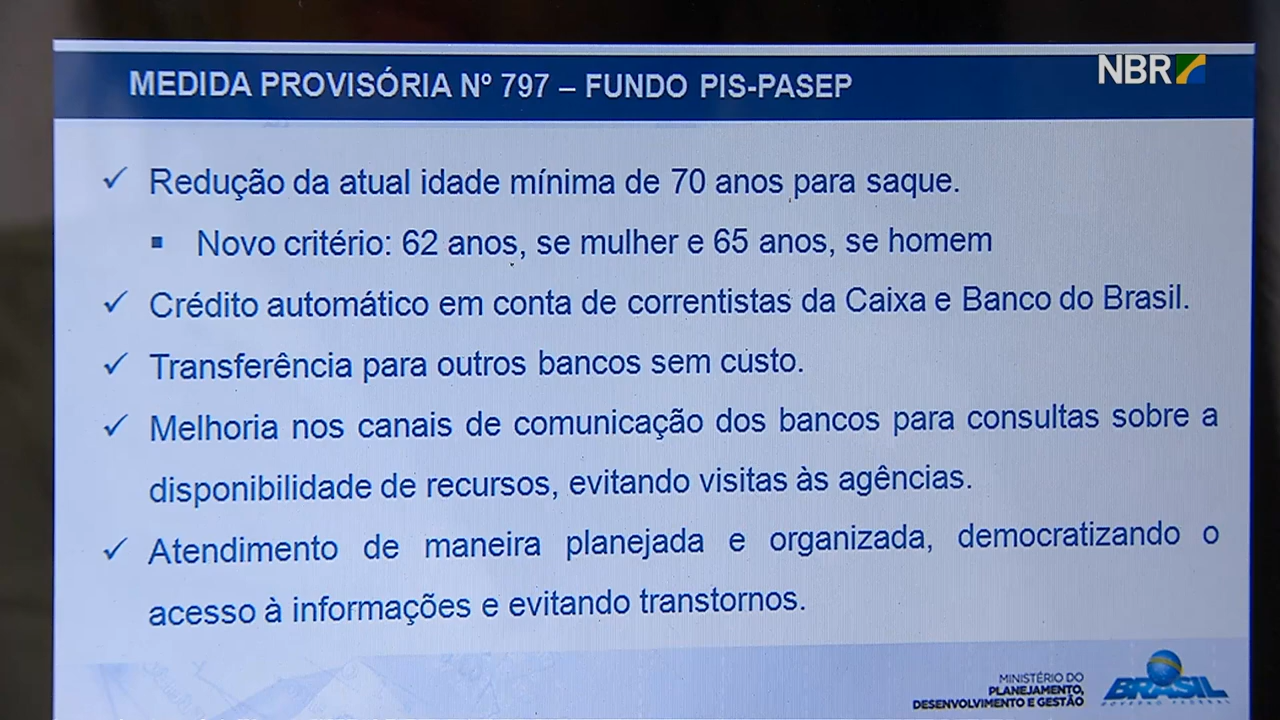 MEDIDA PROVISÓRIA Nº 797 – FUNDO PIS-PASEP
NBR
✓ Redução da atual idade mínima de 70 anos para saque.
▪ Novo critério: 62 anos, se mulher e 65 anos, se homem
✓ Crédito automático em conta de correntistas da Caixa e Banco do Brasil.
✓ Transferência para outros bancos sem custo.
✓ Melhoria nos canais de comunicação dos bancos para consultas sobre a
disponibilidade de recursos, evitando visitas às agências.
✓ Atendimento de maneira planejada e organizada, democratizando o
acesso à informações e evitando transtornos.
MINISTÉRIO DO
PLANEJAMENTO,
DESENVOLVIMENTO E GESTÃO
BRASIL
GOVERNO FEDERAL